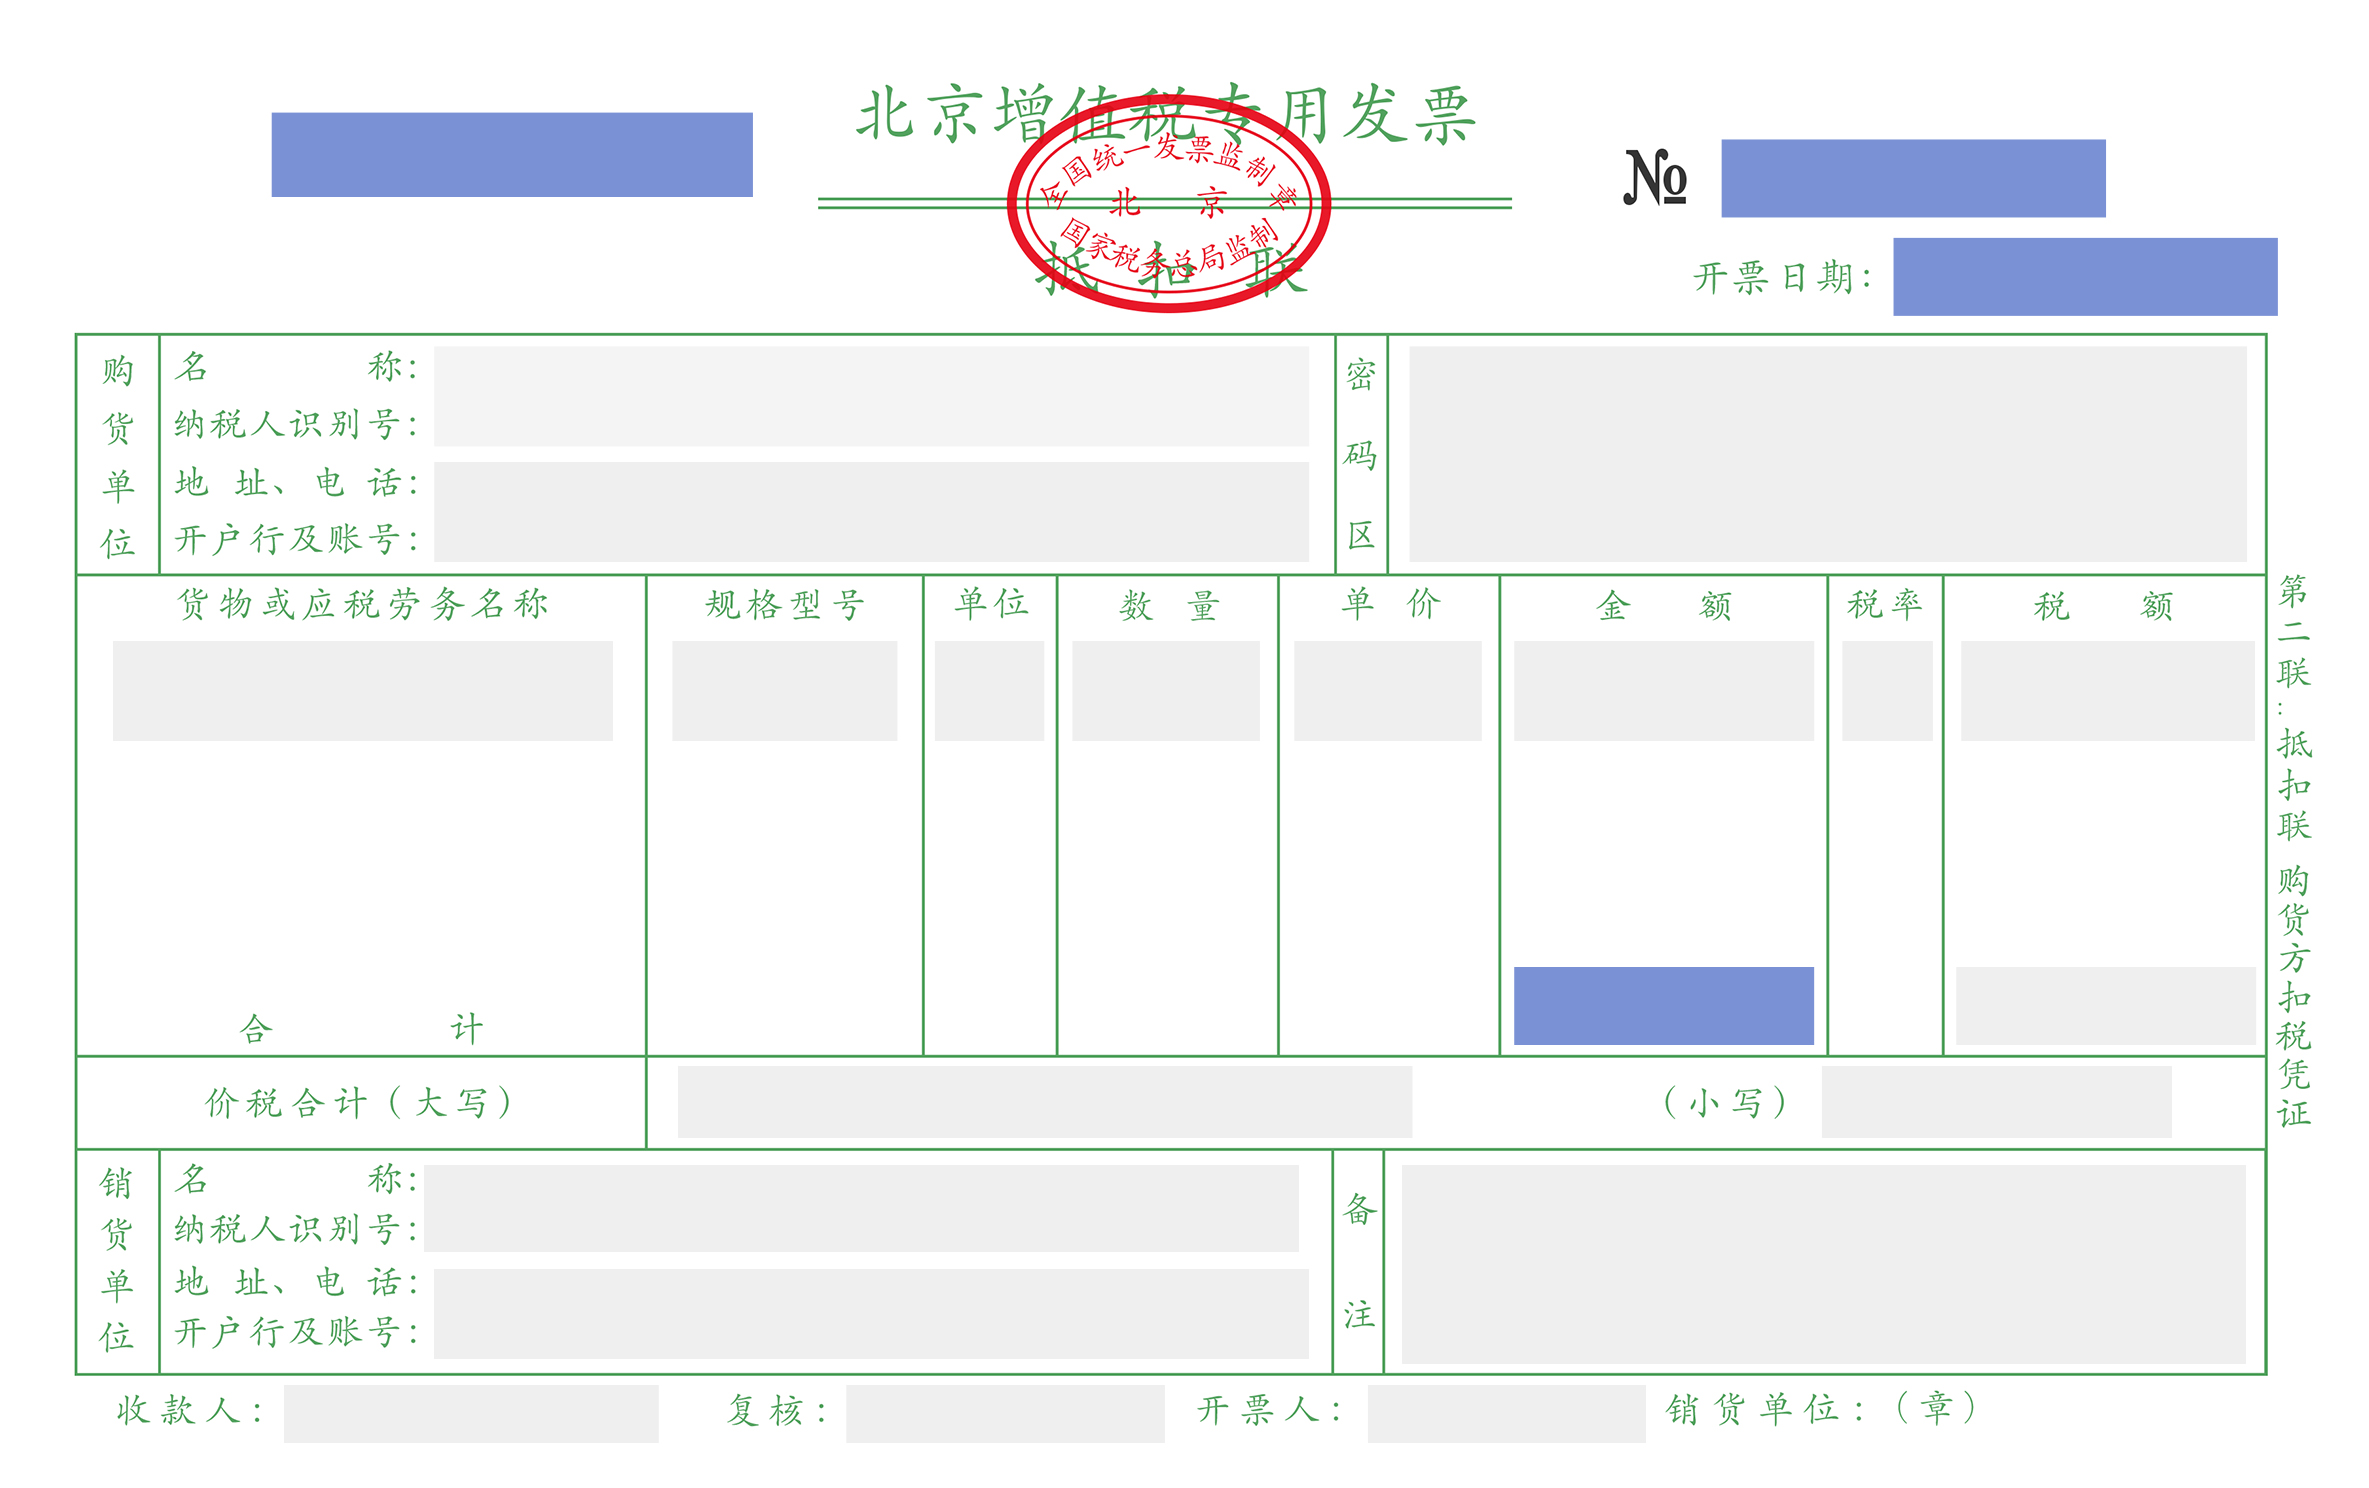 北京增值税专用发票
全国统一发票监制章
北 京
国家税务总局监制
抵 扣 联
№
开票日期：
购货单位
名 称：
纳税人识别号：
地 址、电 话：
开户行及账号：
密码区
货物或应税劳务名称 规格型号 单位 数 量 单 价 金 额 税率 税 额
合 计
价税合计（大写） （小写）
销货单位
名 称：
纳税人识别号：
地 址、电 话：
开户行及账号：
备注
收款人： 复核： 开票人： 销货单位：（章）
第二联：抵扣联 购货方扣税凭证